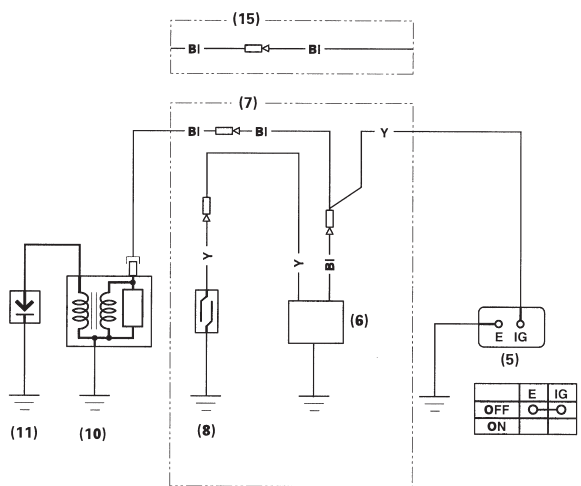 (15)
Bl Bl
(7)
Bl Bl Y
Y Y Bl
(6)
E IG
(5)
E IG
OFF
ON
(11) (10) (8)